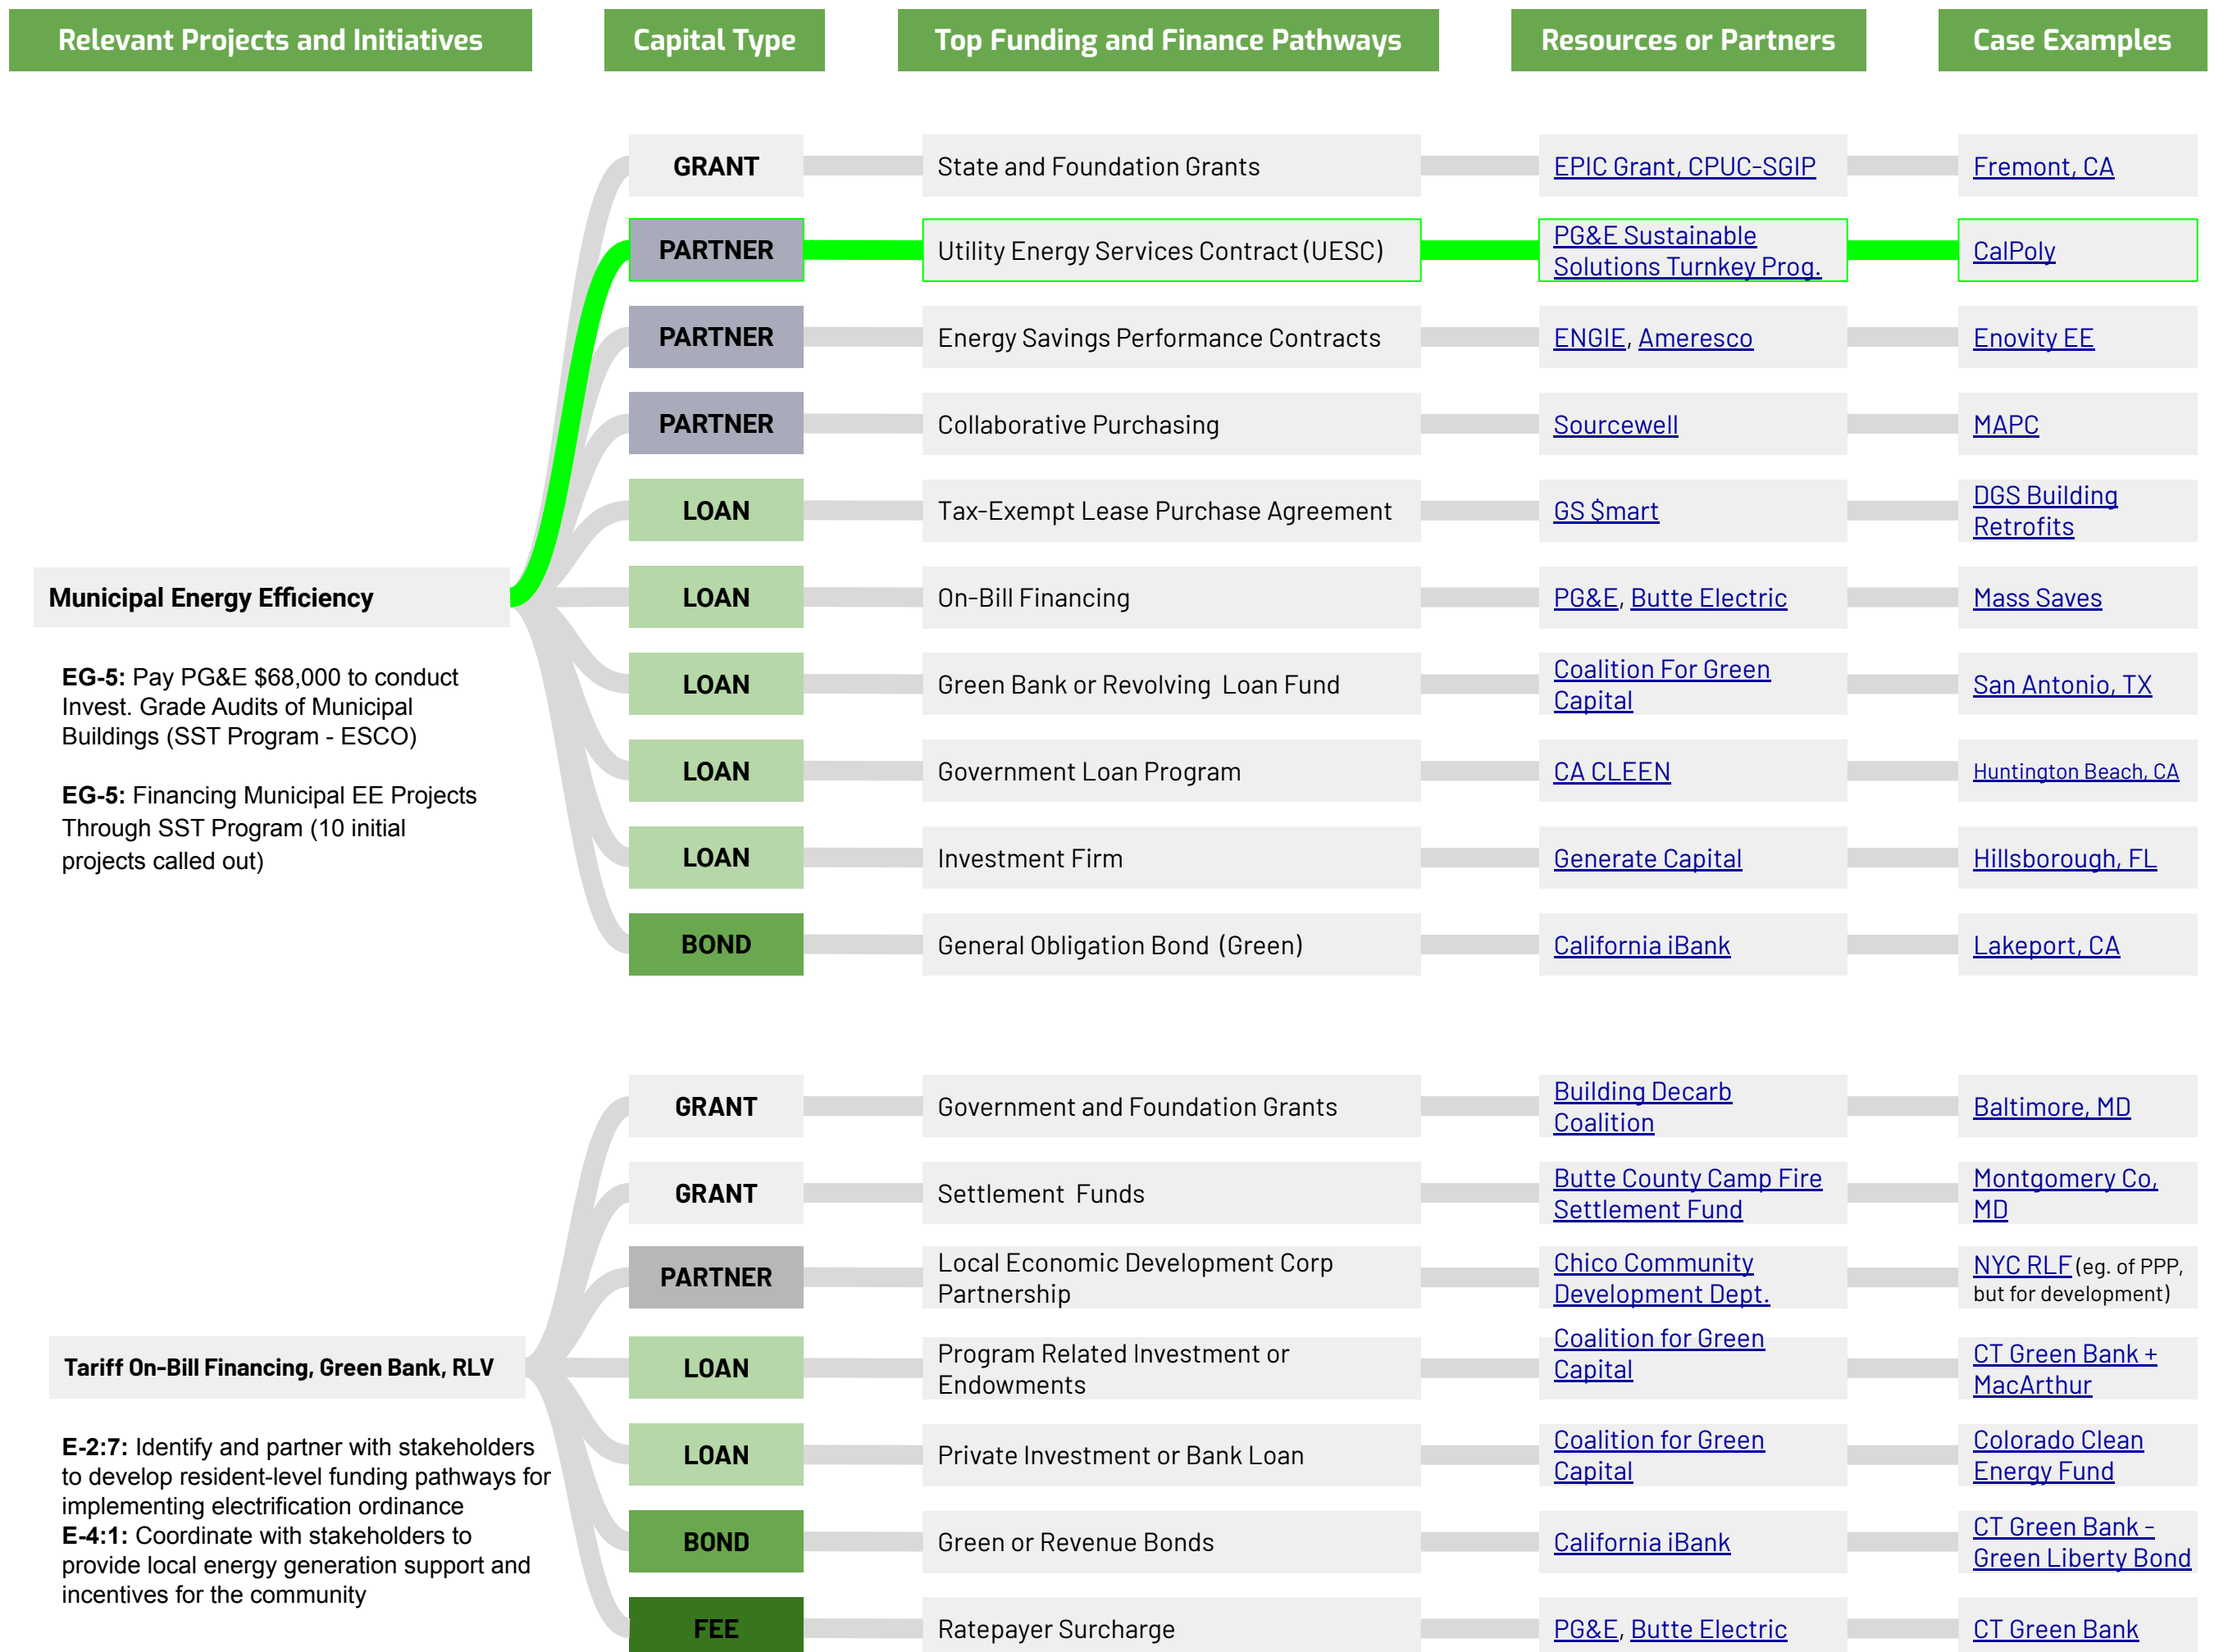 Relevant Projects and Initiatives
Capital Type
Top Funding and Finance Pathways
Resources or Partners
Case Examples
GRANT
State and Foundation Grants
EPIC Grant, CPUC-SGIP
Fremont, CA
PARTNER
Utility Energy Services Contract (UESC)
PG&E Sustainable
Solutions Turnkey Prog.
CalPoly
PARTNER
Energy Savings Performance Contracts
ENGIE, Ameresco
Enovity EE
PARTNER
Collaborative Purchasing
Sourcewell
MAPC
LOAN
Tax-Exempt Lease Purchase Agreement
GS $mart
DGS Building
Retrofits
Municipal Energy Efficiency
LOAN
On-Bill Financing
PG&E, Butte Electric
Mass Saves
EG-5: Pay PG&E $68,000 to conduct
Invest. Grade Audits of Municipal
Buildings (SST Program - ESCO)
EG-5: Financing Municipal EE Projects
Through SST Program (10 initial
projects called out)
LOAN
Green Bank or Revolving Loan Fund
Coalition For Green
Capital
San Antonio, TX
LOAN
Government Loan Program
CA CLEEN
Huntington Beach, CA
LOAN
Investment Firm
Generate Capital
Hillsborough, FL
BOND
General Obligation Bond (Green)
California iBank
Lakeport, CA
GRANT
Government and Foundation Grants
Building Decarb
Coalition
Baltimore, MD
GRANT
Settlement Funds
Butte County Camp Fire
Settlement Fund
Montgomery Co,
MD
PARTNER
Local Economic Development Corp
Partnership
Chico Community
Development Dept.
NYC RLF (eg. of PPP,
but for development)
Tariff On-Bill Financing, Green Bank, RLV
LOAN
Program Related Investment or
Endowments
Coalition for Green
Capital
CT Green Bank +
MacArthur
E-2:7: Identify and partner with stakeholders
to develop resident-level funding pathways for
implementing electrification ordinance
E-4:1: Coordinate with stakeholders to
provide local energy generation support and
incentives for the community
LOAN
Private Investment or Bank Loan
Coalition for Green
Capital
Colorado Clean
Energy Fund
BOND
Green or Revenue Bonds
California iBank
CT Green Bank -
Green Liberty Bond
FEE
Ratepayer Surcharge
PG&E, Butte Electric
CT Green Bank